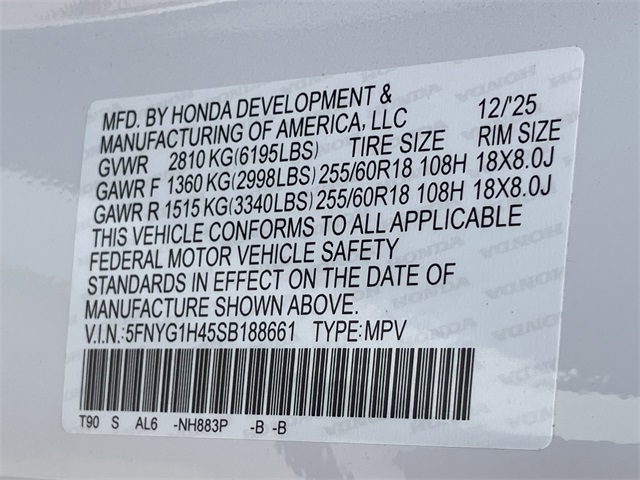 MFD. BY HONDA DEVELOPMENT & 12/'25
MANUFACTURING OF AMERICA, LLC
GVWR 2810 KG(6195LBS) TIRE SIZE RIM SIZE
GAWR F 1360 KG(2998LBS) 255/60R18 108H 18X8.0J
GAWR R 1515 KG(3340LBS) 255/60R18 108H 18X8.0J
THIS VEHICLE CONFORMS TO ALL APPLICABLE
FEDERAL MOTOR VEHICLE SAFETY
STANDARDS IN EFFECT ON THE DATE OF
MANUFACTURE SHOWN ABOVE.
V.I.N.:5FNYG1H45SB188661 TYPE:MPV
T90 S AL6 -NH883P -B -B